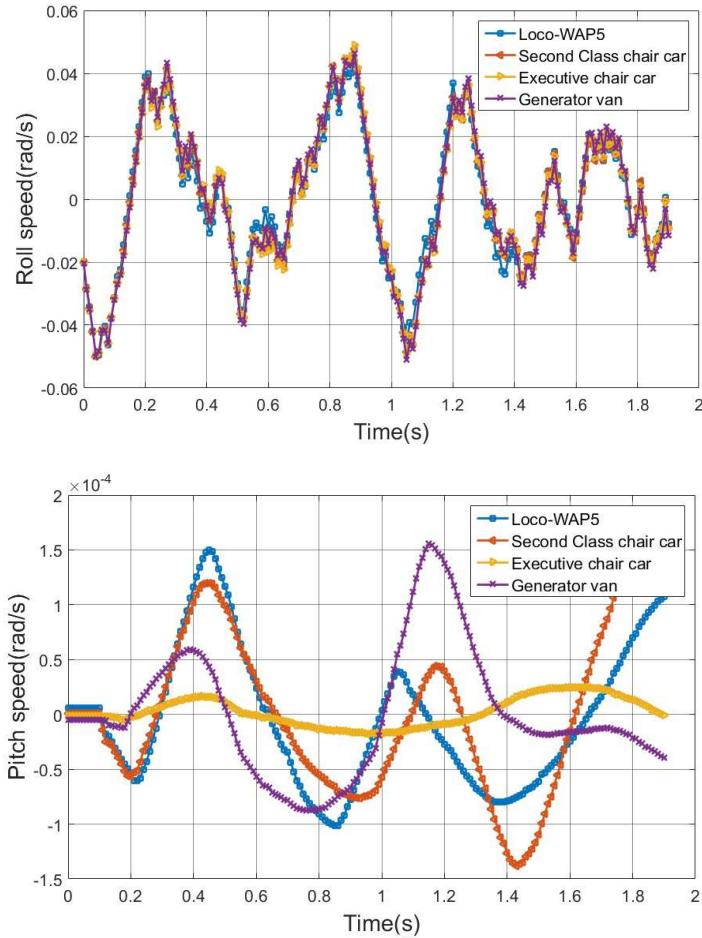 0.06
0.04
0.02
0
-0.02
-0.04
-0.06
Roll speed(rad/s)
Loco-WAP5
Second Class chair car
Executive chair car
Generator van
0 0.2 0.4 0.6 0.8 1 1.2 1.4 1.6 1.8 2
Time(s)
×10⁻⁴
2
1.5
1
0.5
0
-0.5
-1
-1.5
Pitch speed(rad/s)
Loco-WAP5
Second Class chair car
Executive chair car
Generator van
0 0.2 0.4 0.6 0.8 1 1.2 1.4 1.6 1.8 2
Time(s)